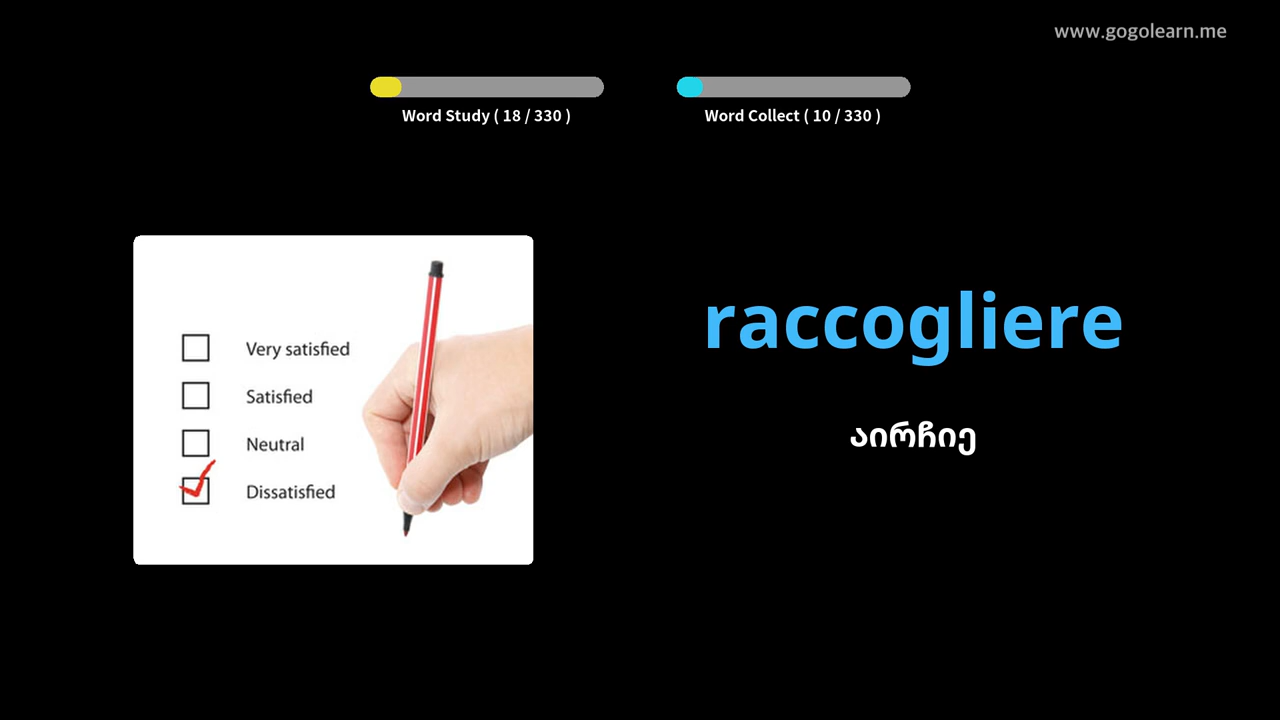 www.gogolearn.me
Word Study ( 18 / 330 )
Word Collect ( 10 / 330 )
Very satisfied
Satisfied
Neutral
Dissatisfied
raccogliere
აირჩიე